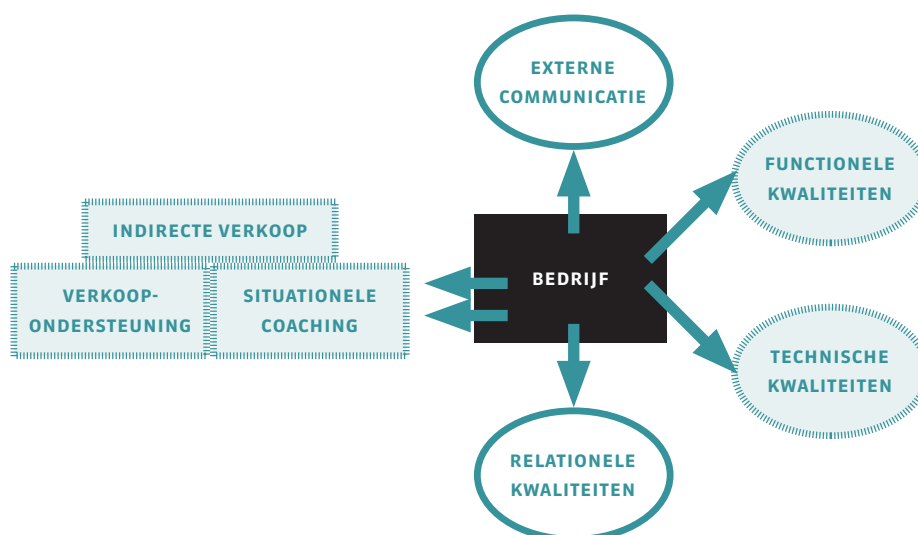 EXTERNE
COMMUNICATIE
FUNCTIONELE
KWALITEITEN
INDIRECTE VERKOOP
VERKOOP-
ONDERSTEUNING
SITUATIONELE
COACHING
BEDRIJF
TECHNISCHE
KWALITEITEN
RELATIONELE
KWALITEITEN